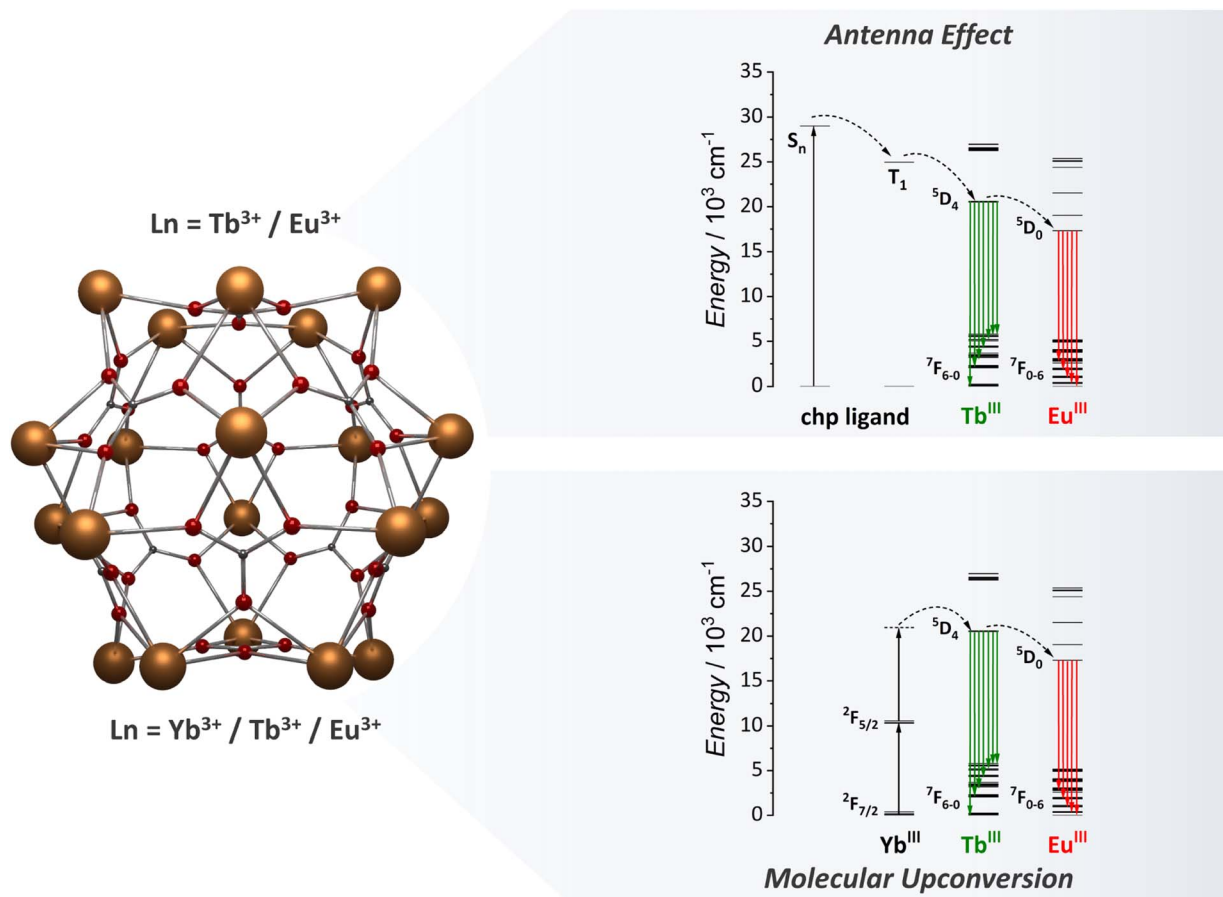 Antenna Effect
Ln = Tb³⁺ / Eu³⁺
Energy / 10³ cm⁻¹
35
30
25
20
15
10
5
0
Sₙ
T₁
⁵D₄
⁵D₀
⁷F₆₋₀
⁷F₀₋₆
chp ligand
Tbᴵᴵᴵ
Euᴵᴵᴵ
Ln = Yb³⁺ / Tb³⁺ / Eu³⁺
Energy / 10³ cm⁻¹
35
30
25
20
15
10
5
0
⁵D₄
⁵D₀
²F₅/₂
²F₇/₂
⁷F₆₋₀
⁷F₀₋₆
Ybᴵᴵᴵ
Tbᴵᴵᴵ
Euᴵᴵᴵ
Molecular Upconversion